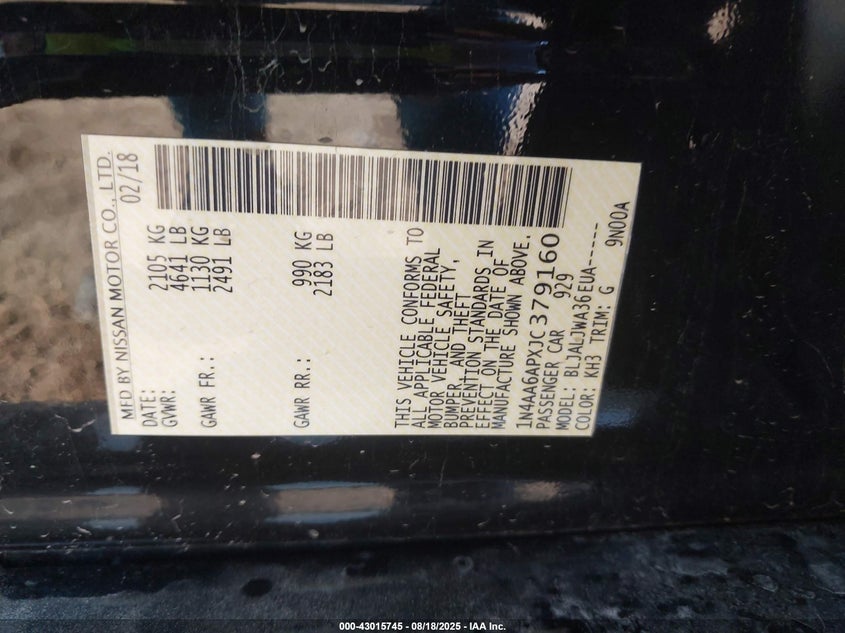 MFD BY NISSAN MOTOR CO., LTD.
DATE: 02/18
GVWR: 2105 KG
4641 LB
GAWR FR.: 1130 KG
2491 LB
GAWR RR.: 990 KG
2183 LB
THIS VEHICLE CONFORMS TO
ALL APPLICABLE FEDERAL
MOTOR VEHICLE SAFETY,
BUMPER, AND THEFT
PREVENTION STANDARDS IN
EFFECT ON THE DATE OF
MANUFACTURE SHOWN ABOVE.
1N4AA6APXJC379160
PASSENGER CAR 929
MODEL: BLJALJWA36EUA-----
COLOR: KH3 TRIM: G 9N00A
000-43015745 - 08/18/2025 - IAA Inc.